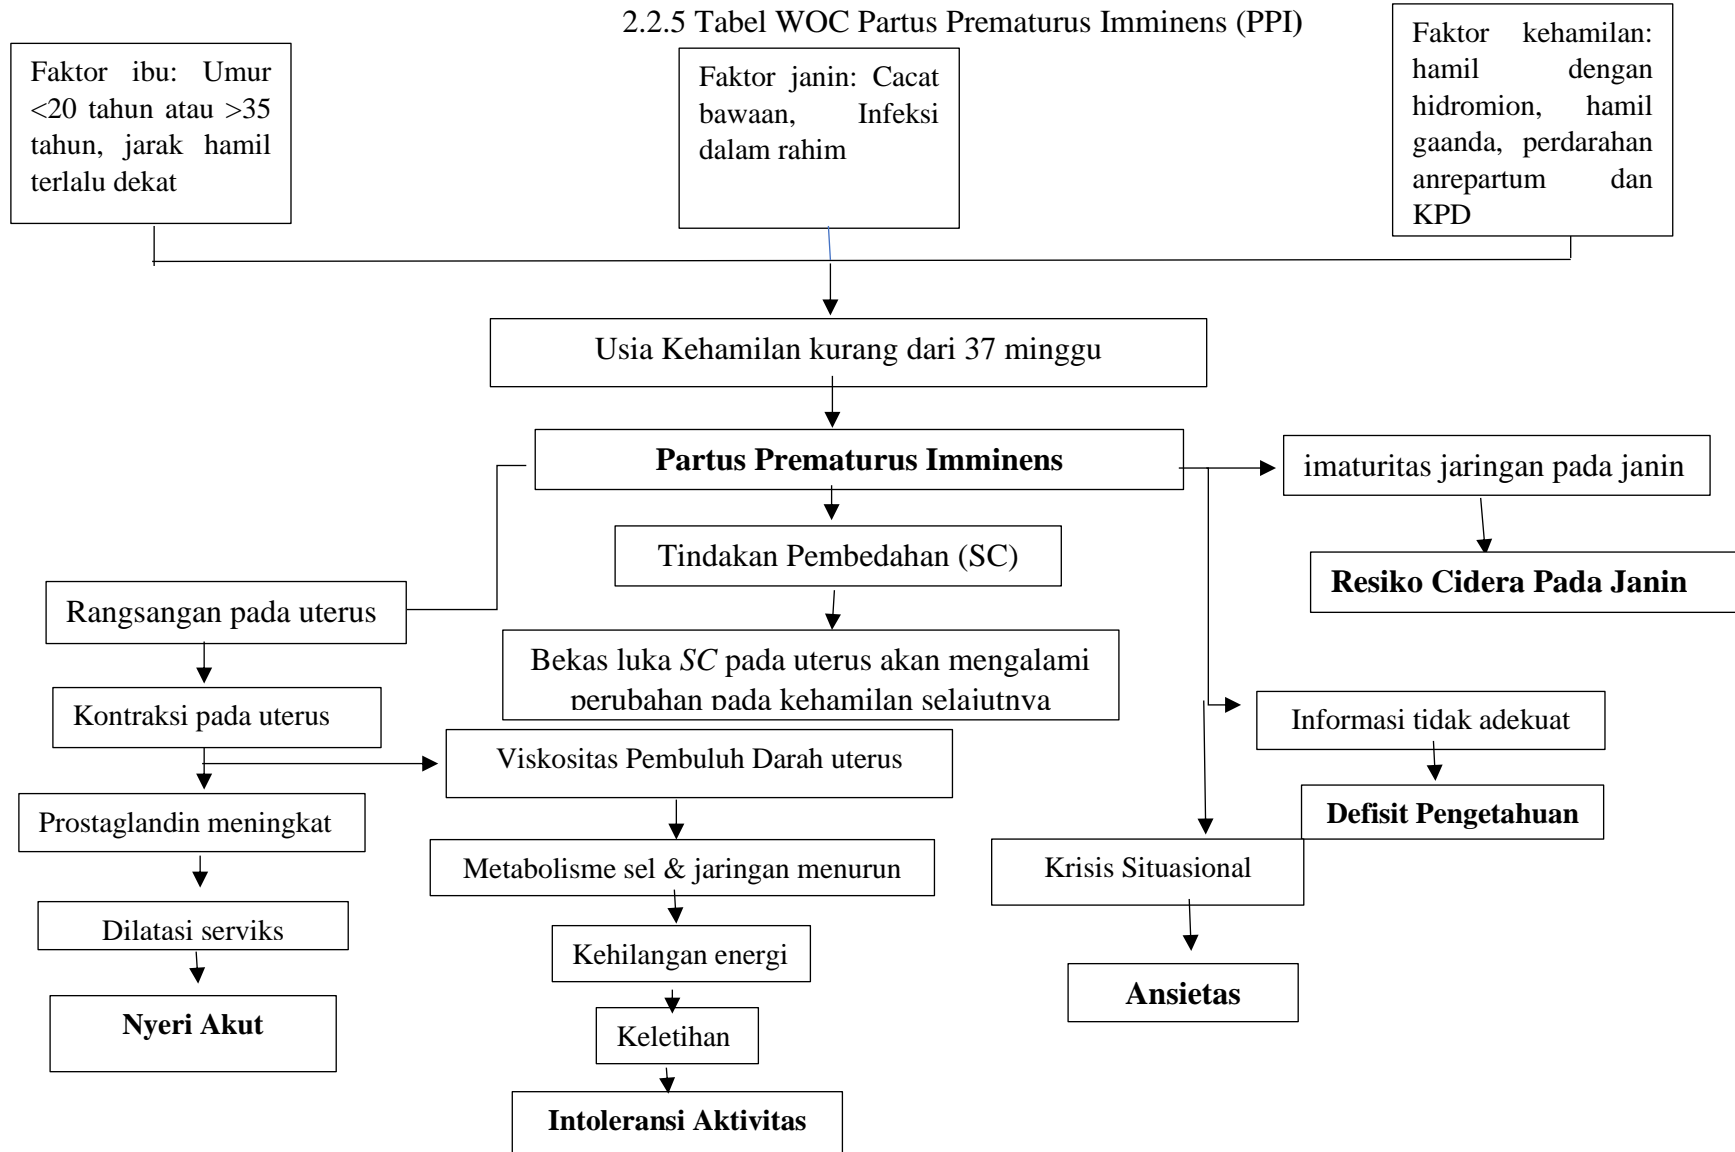 2.2.5 Tabel WOC Partus Prematurus Imminens (PPI)
Faktor ibu: Umur
<20 tahun atau >35
tahun, jarak hamil
terlalu dekat
Faktor janin: Cacat
bawaan, Infeksi
dalam rahim
Faktor kehamilan:
hamil dengan
hidromion, hamil
gaanda, perdarahan
anrepartum dan
KPD
Usia Kehamilan kurang dari 37 minggu
Partus Prematurus Imminens
imaturitas jaringan pada janin
Tindakan Pembedahan (SC)
Resiko Cidera Pada Janin
Rangsangan pada uterus
Bekas luka SC pada uterus akan mengalami
perubahan pada kehamilan selajutnya
Kontraksi pada uterus
Informasi tidak adekuat
Viskositas Pembuluh Darah uterus
Prostaglandin meningkat
Defisit Pengetahuan
Metabolisme sel & jaringan menurun
Krisis Situasional
Dilatasi serviks
Kehilangan energi
Ansietas
Nyeri Akut
Keletihan
Intoleransi Aktivitas